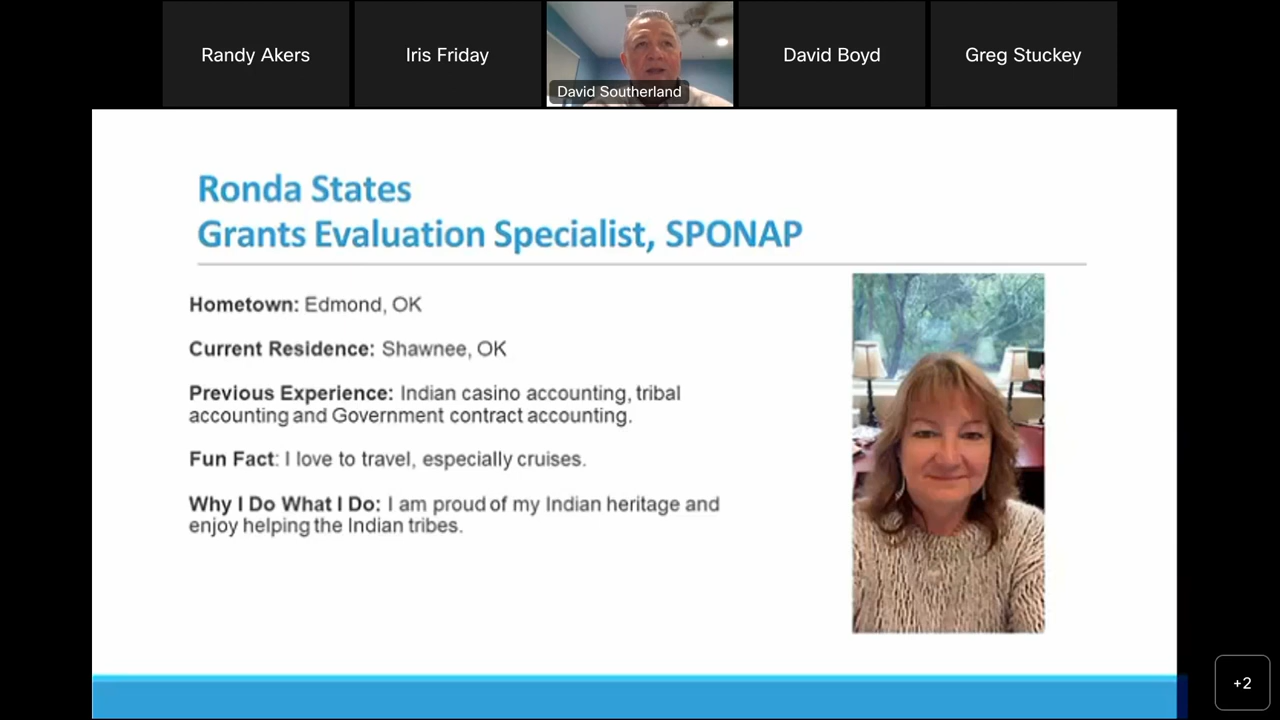 Randy Akers
Iris Friday
David Southerland
David Boyd
Greg Stuckey
Ronda States
Grants Evaluation Specialist, SPONAP
Hometown: Edmond, OK
Current Residence: Shawnee, OK
Previous Experience: Indian casino accounting, tribal
accounting and Government contract accounting.
Fun Fact: I love to travel, especially cruises.
Why I Do What I Do: I am proud of my Indian heritage and
enjoy helping the Indian tribes.
+2